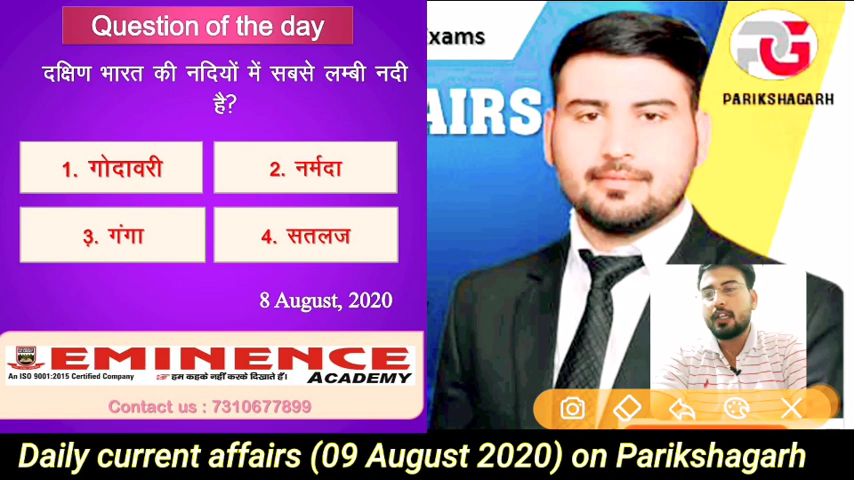 Question of the day
दक्षिण भारत की नदियों में सबसे लम्बी नदी
है?
1. गोदावरी
2. नर्मदा
३. गंगा
4. सतलज
8 August, 2020
EMINENCE
An ISO 9001:2015 Certified Company
हम कहके नहीं करके दिखाते हैं।
ACADEMY
Contact us : 7310677899
xams
AIRS
PG
PARIKSHAGARH
Daily current affairs (09 August 2020) on Parikshagarh